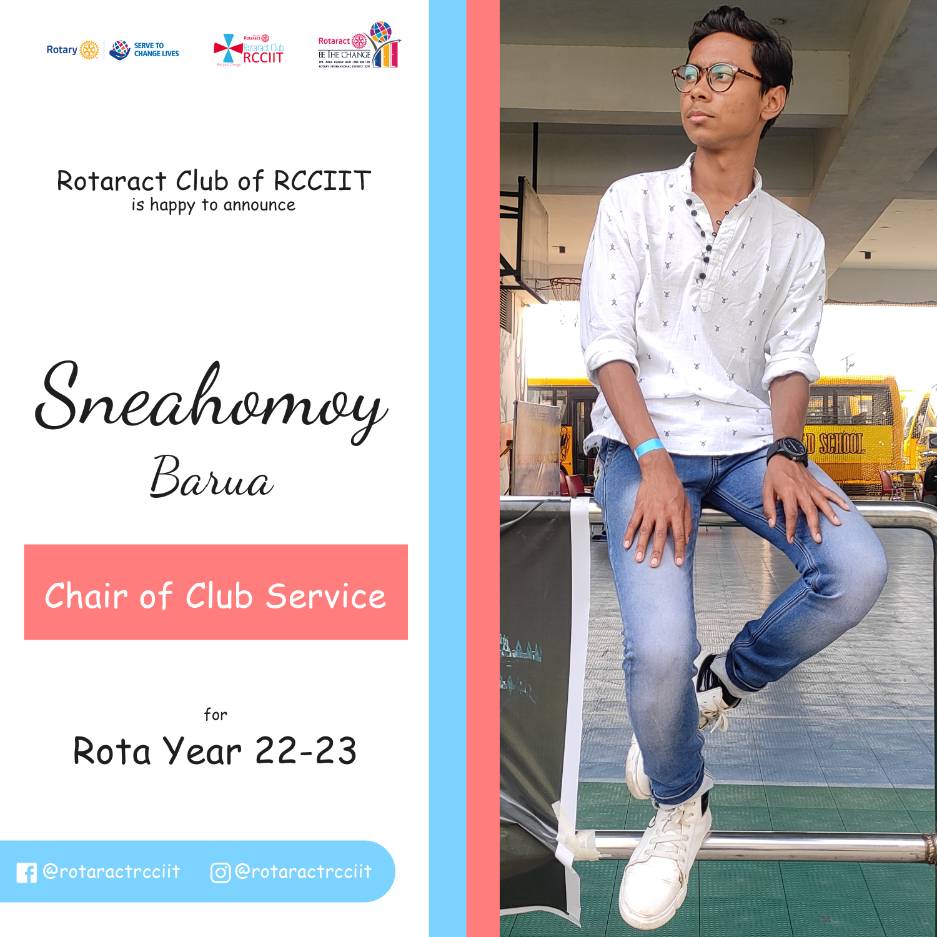 Rotary
SERVE TO
CHANGE LIVES
Rotaract
Rotaract Club
RCCIIT
Rotaract
BE THE CHANGE
Rotaract Club of RCCIIT
is happy to announce
Sneahomoy
Barua
Chair of Club Service
for
Rota Year 22-23
@rotaractrcciit
@rotaractrcciit
D SCHOOL